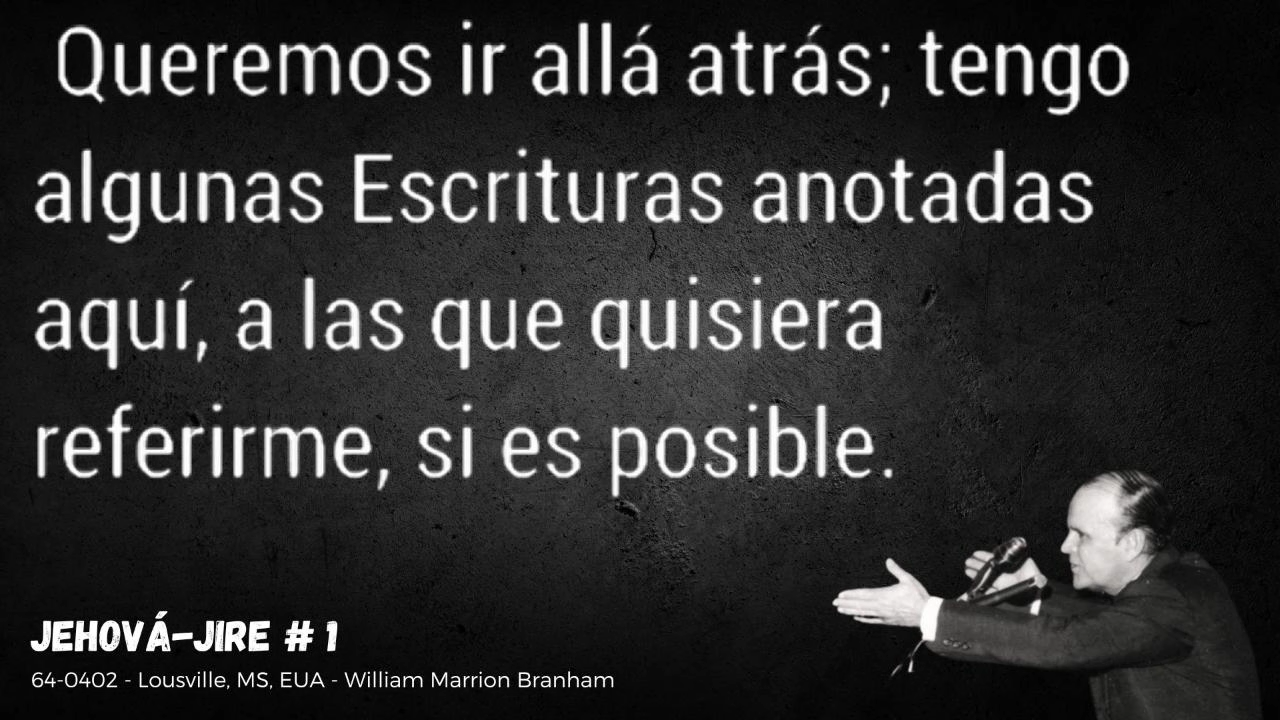 Queremos ir allá atrás; tengo
algunas Escrituras anotadas
aquí, a las que quisiera
referirme, si es posible.
JEHOVÁ-JIRE # 1
64-0402 - Lousville, MS, EUA - William Marrion Branham